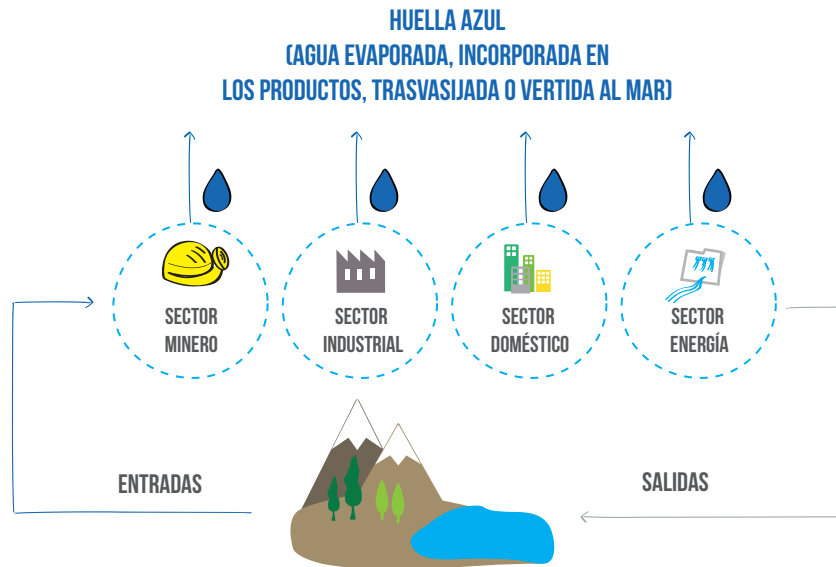 HUELLA AZUL
(AGUA EVAPORADA, INCORPORADA EN
LOS PRODUCTOS, TRASVASIJADA O VERTIDA AL MAR)
SECTOR
MINERO
SECTOR
INDUSTRIAL
SECTOR
DOMÉSTICO
SECTOR
ENERGÍA
ENTRADAS
SALIDAS